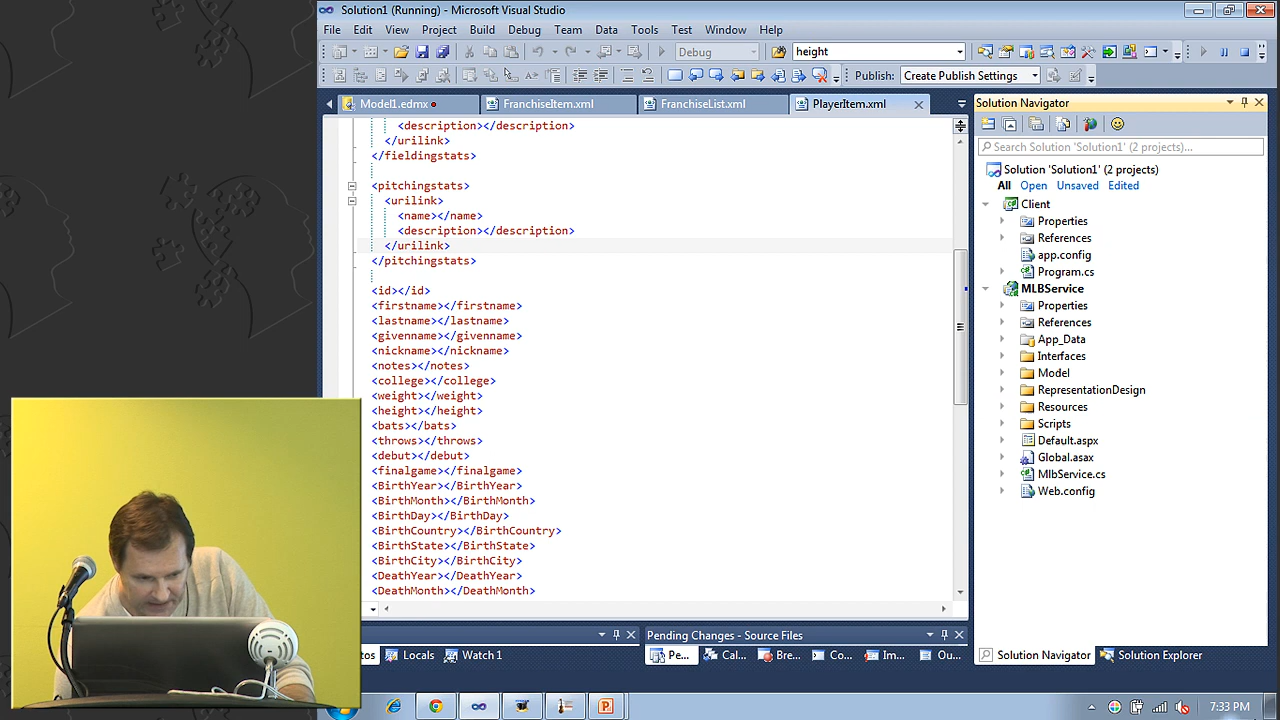 Solution1 (Running) - Microsoft Visual Studio
File Edit View Project Build Debug Team Data Tools Test Window Help
Debug height
Publish: Create Publish Settings
Model1.edmx FranchiseItem.xml FranchiseList.xml PlayerItem.xml
<description></description>
</urilink>
</fieldingstats>
<pitchingstats>
<urilink>
<name></name>
<description></description>
</urilink>
</pitchingstats>
<id></id>
<firstname></firstname>
<lastname></lastname>
<givenname></givenname>
<nickname></nickname>
<notes></notes>
<college></college>
<weight></weight>
<height></height>
<bats></bats>
<throws></throws>
<debut></debut>
<finalgame></finalgame>
<BirthYear></BirthYear>
<BirthMonth></BirthMonth>
<BirthDay></BirthDay>
<BirthCountry></BirthCountry>
<BirthState></BirthState>
<BirthCity></BirthCity>
<DeathYear></DeathYear>
<DeathMonth></DeathMonth>
Solution Navigator
Search Solution 'Solution1' (2 projects)...
Solution 'Solution1' (2 projects)
All Open Unsaved Edited
Client
Properties
References
app.config
Program.cs
MLBService
Properties
References
App_Data
Interfaces
Model
RepresentationDesign
Resources
Scripts
Default.aspx
Global.asax
MlbService.cs
Web.config
Pending Changes - Source Files
tos Locals Watch 1
Pe... Cal... Bre... Co... Im... Ou...
Solution Navigator Solution Explorer
7:33 PM